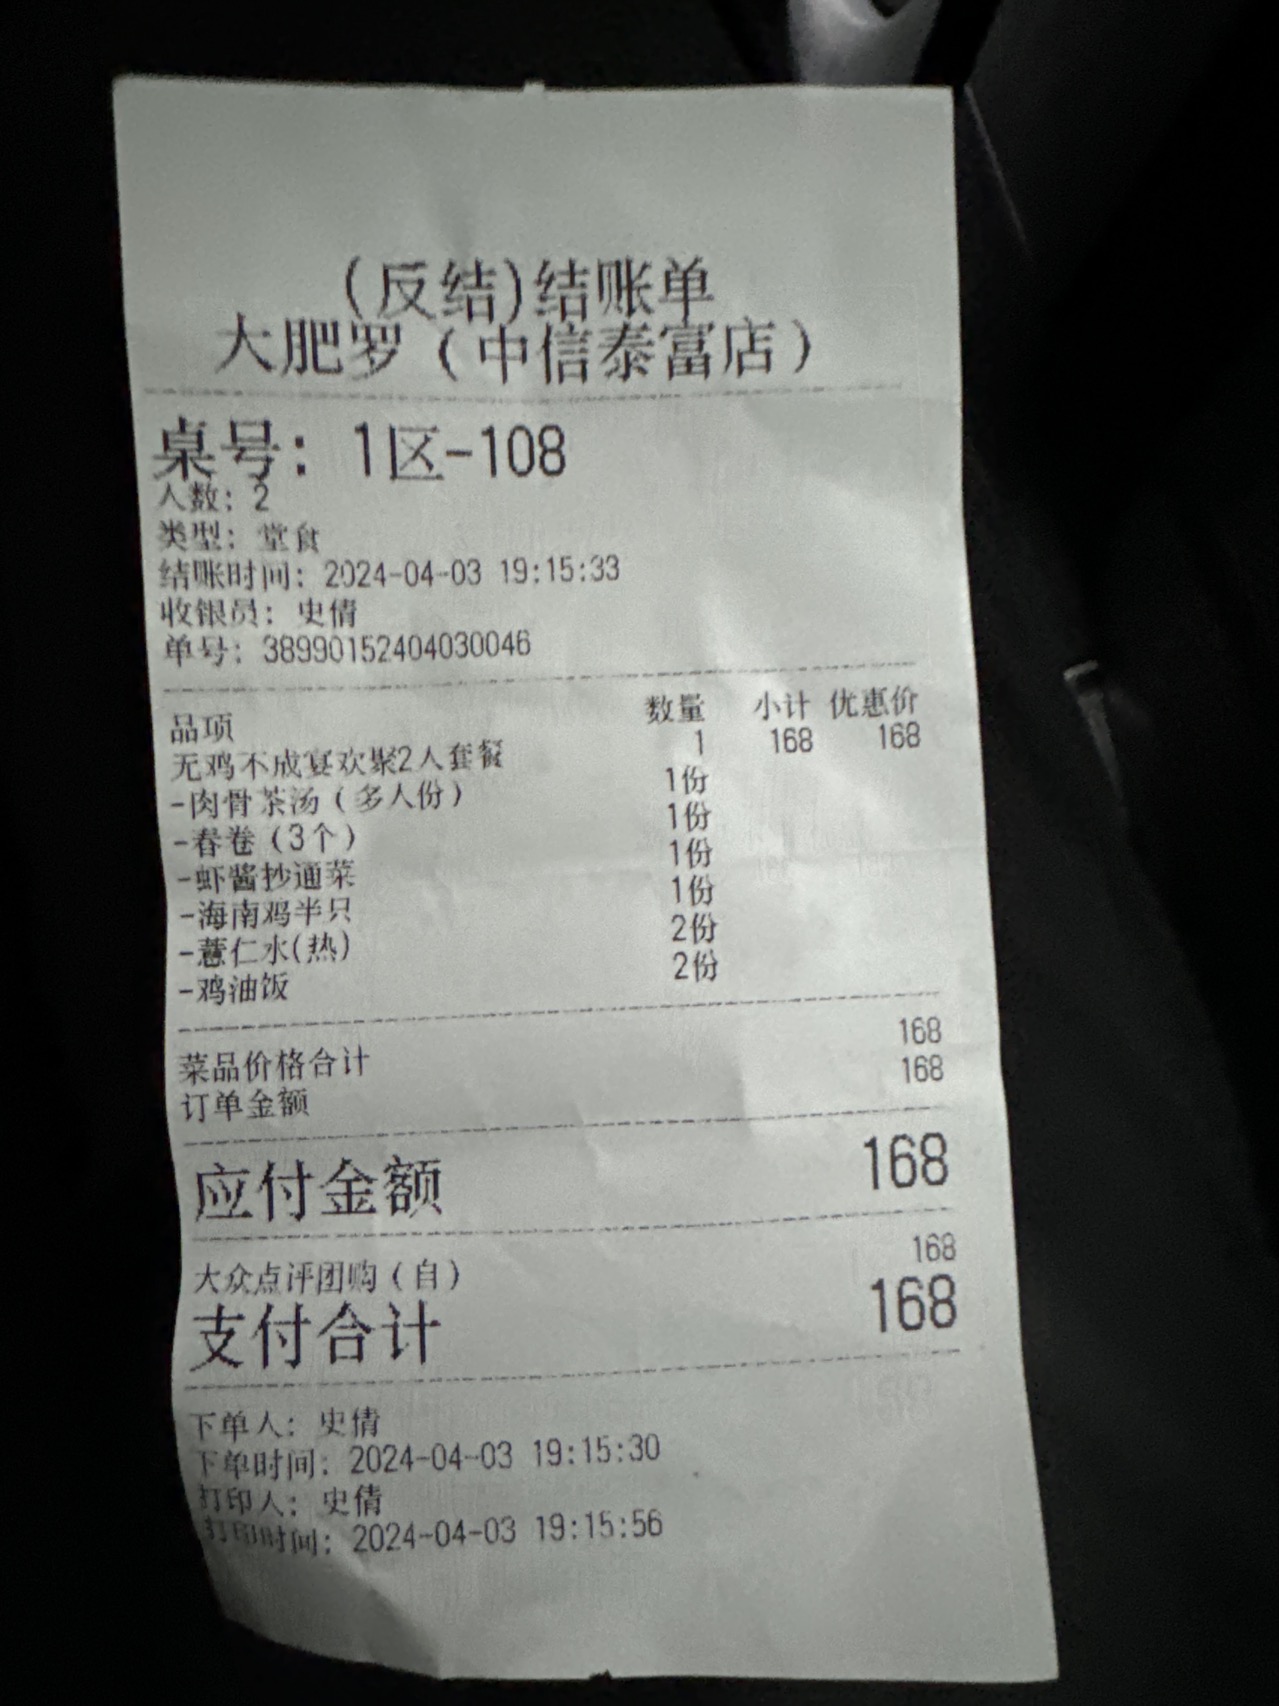 (反结)结账单
大肥罗（中信泰富店）
桌号: 1区-108
人数: 2
类型: 堂食
结账时间: 2024-04-03 19:15:33
收银员: 史倩
单号: 38990152404030046
品项 数量 小计 优惠价
无鸡不成宴欢聚2人套餐 1 168 168
-肉骨茶汤（多人份） 1份
-春卷（3个） 1份
-虾酱抄通菜 1份
-海南鸡半只 1份
-薏仁水(热) 2份
-鸡油饭 2份
菜品价格合计 168
订单金额 168
应付金额 168
大众点评团购（自） 168
支付合计 168
下单人: 史倩
下单时间: 2024-04-03 19:15:30
打印人: 史倩
打印时间: 2024-04-03 19:15:56